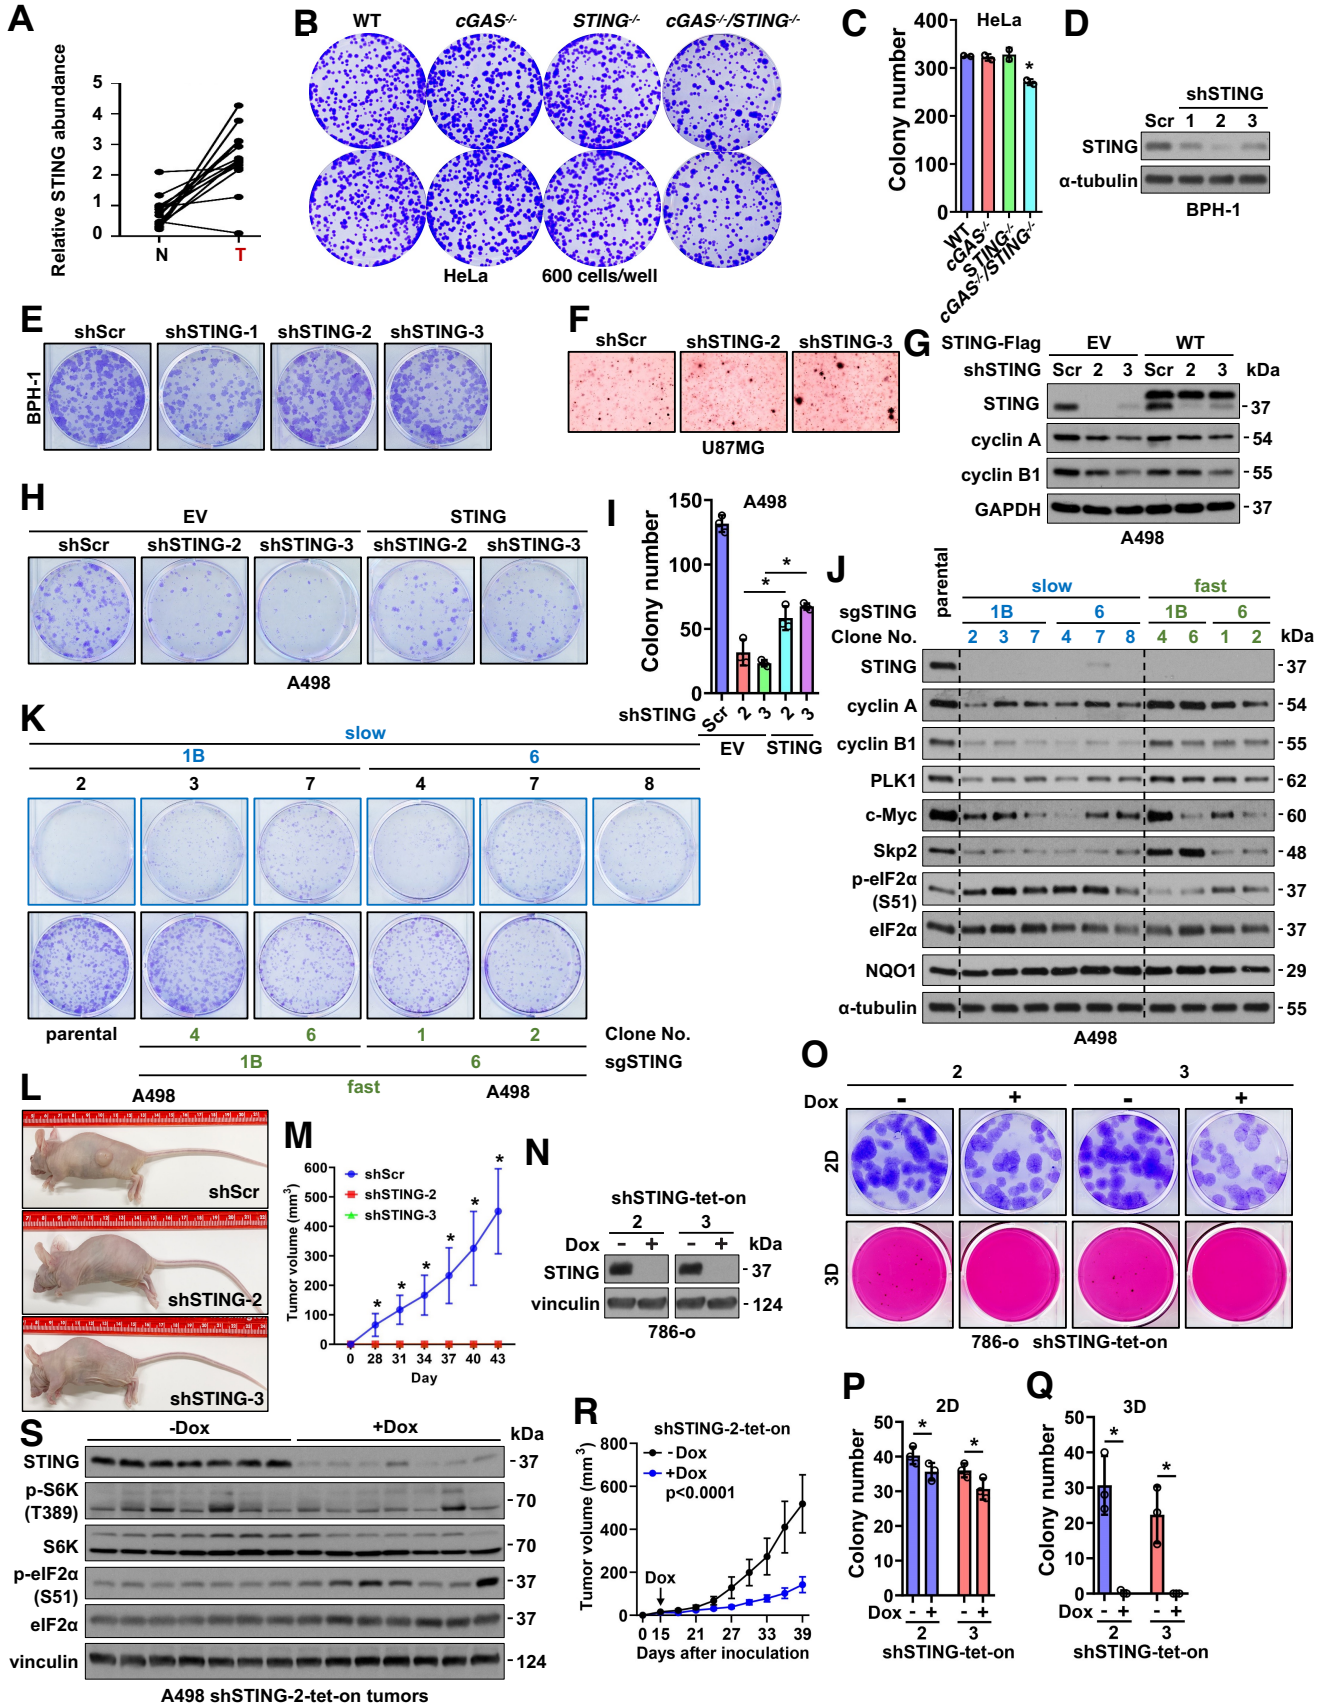 A
Relative STING abundance
5
4
3
2
1
0
N
T
B
WT
cGAS-/-
STING-/-
cGAS-/-/STING-/-
HeLa
600 cells/well
C
HeLa
Colony number
400
300
200
100
0
*
WT
cGAS-/-
STING-/-
cGAS-/-/STING-/-
D
shSTING
Scr 1 2 3
STING
α-tubulin
BPH-1
E
shScr shSTING-1 shSTING-2 shSTING-3
BPH-1
F
shScr shSTING-2 shSTING-3
U87MG
G
STING-Flag EV WT
shSTING Scr 2 3 Scr 2 3 kDa
STING -37
cyclin A -54
cyclin B1 -55
GAPDH -37
A498
H
EV STING
shScr shSTING-2 shSTING-3 shSTING-2 shSTING-3
A498
I
A498
Colony number
150
100
50
0
* *
shSTING Scr 2 3 2 3
EV STING
J
parental
slow fast
sgSTING 1B 6 1B 6
Clone No. 2 3 7 4 7 8 4 6 1 2 kDa
STING -37
cyclin A -54
cyclin B1 -55
PLK1 -62
c-Myc -60
Skp2 -48
p-eIF2α
(S51) -37
eIF2α -37
NQO1 -29
α-tubulin -55
A498
K
slow
1B 6
2 3 7 4 7 8
parental 4 6 1 2 Clone No.
1B 6 sgSTING
fast A498
L
A498
shScr
shSTING-2
shSTING-3
M
Tumor volume (mm3)
600
500
400
300
200
100
0
shScr
shSTING-2
shSTING-3
* * * * * *
0 28 31 34 37 40 43
Day
N
shSTING-tet-on
2 3
Dox - + - + kDa
STING -37
vinculin -124
786-o
O
2 3
Dox - + - +
2D
3D
786-o shSTING-tet-on
P
2D
Colony number
50
40
30
20
10
0
* *
Dox - + - +
2 3
shSTING-tet-on
Q
3D
Colony number
50
40
30
20
10
0
* *
Dox - + - +
2 3
shSTING-tet-on
R
shSTING-2-tet-on
Tumor volume (mm3)
800
600
400
200
0
- Dox
+Dox
p<0.0001
Dox
0 15 21 27 33 39
Days after inoculation
S
-Dox +Dox kDa
STING -37
p-S6K
(T389) -70
S6K -70
p-eIF2α
(S51) -37
eIF2α -37
vinculin -124
A498 shSTING-2-tet-on tumors